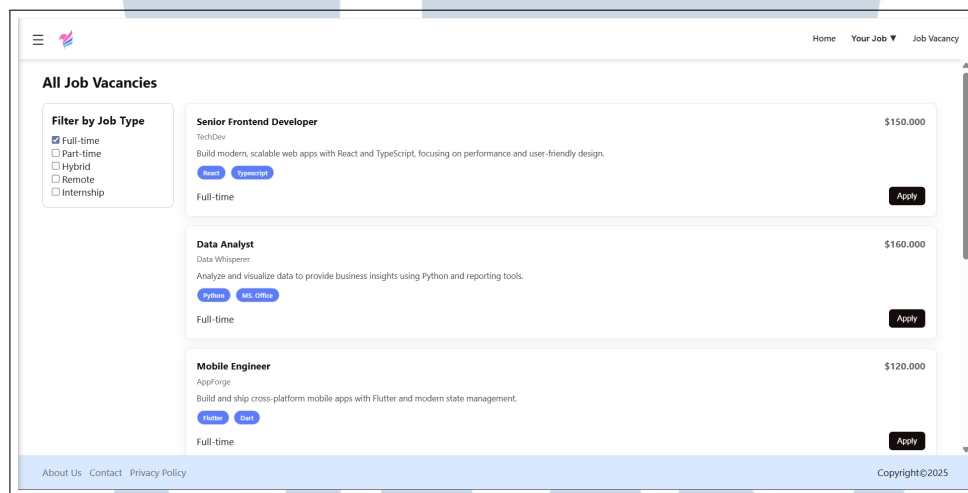 ☰ Home Your Job ▼ Job Vacancy
All Job Vacancies
Filter by Job Type
Full-time
Part-time
Hybrid
Remote
Internship
Senior Frontend Developer $150.000
TechDev
Build modern, scalable web apps with React and TypeScript, focusing on performance and user-friendly design.
React Typescript
Full-time Apply
Data Analyst $160.000
Data Whisperer
Analyze and visualize data to provide business insights using Python and reporting tools.
Python MS. Office
Full-time Apply
Mobile Engineer $120.000
AppForge
Build and ship cross-platform mobile apps with Flutter and modern state management.
Flutter Dart
Full-time Apply
About Us Contact Privacy Policy Copyright©2025